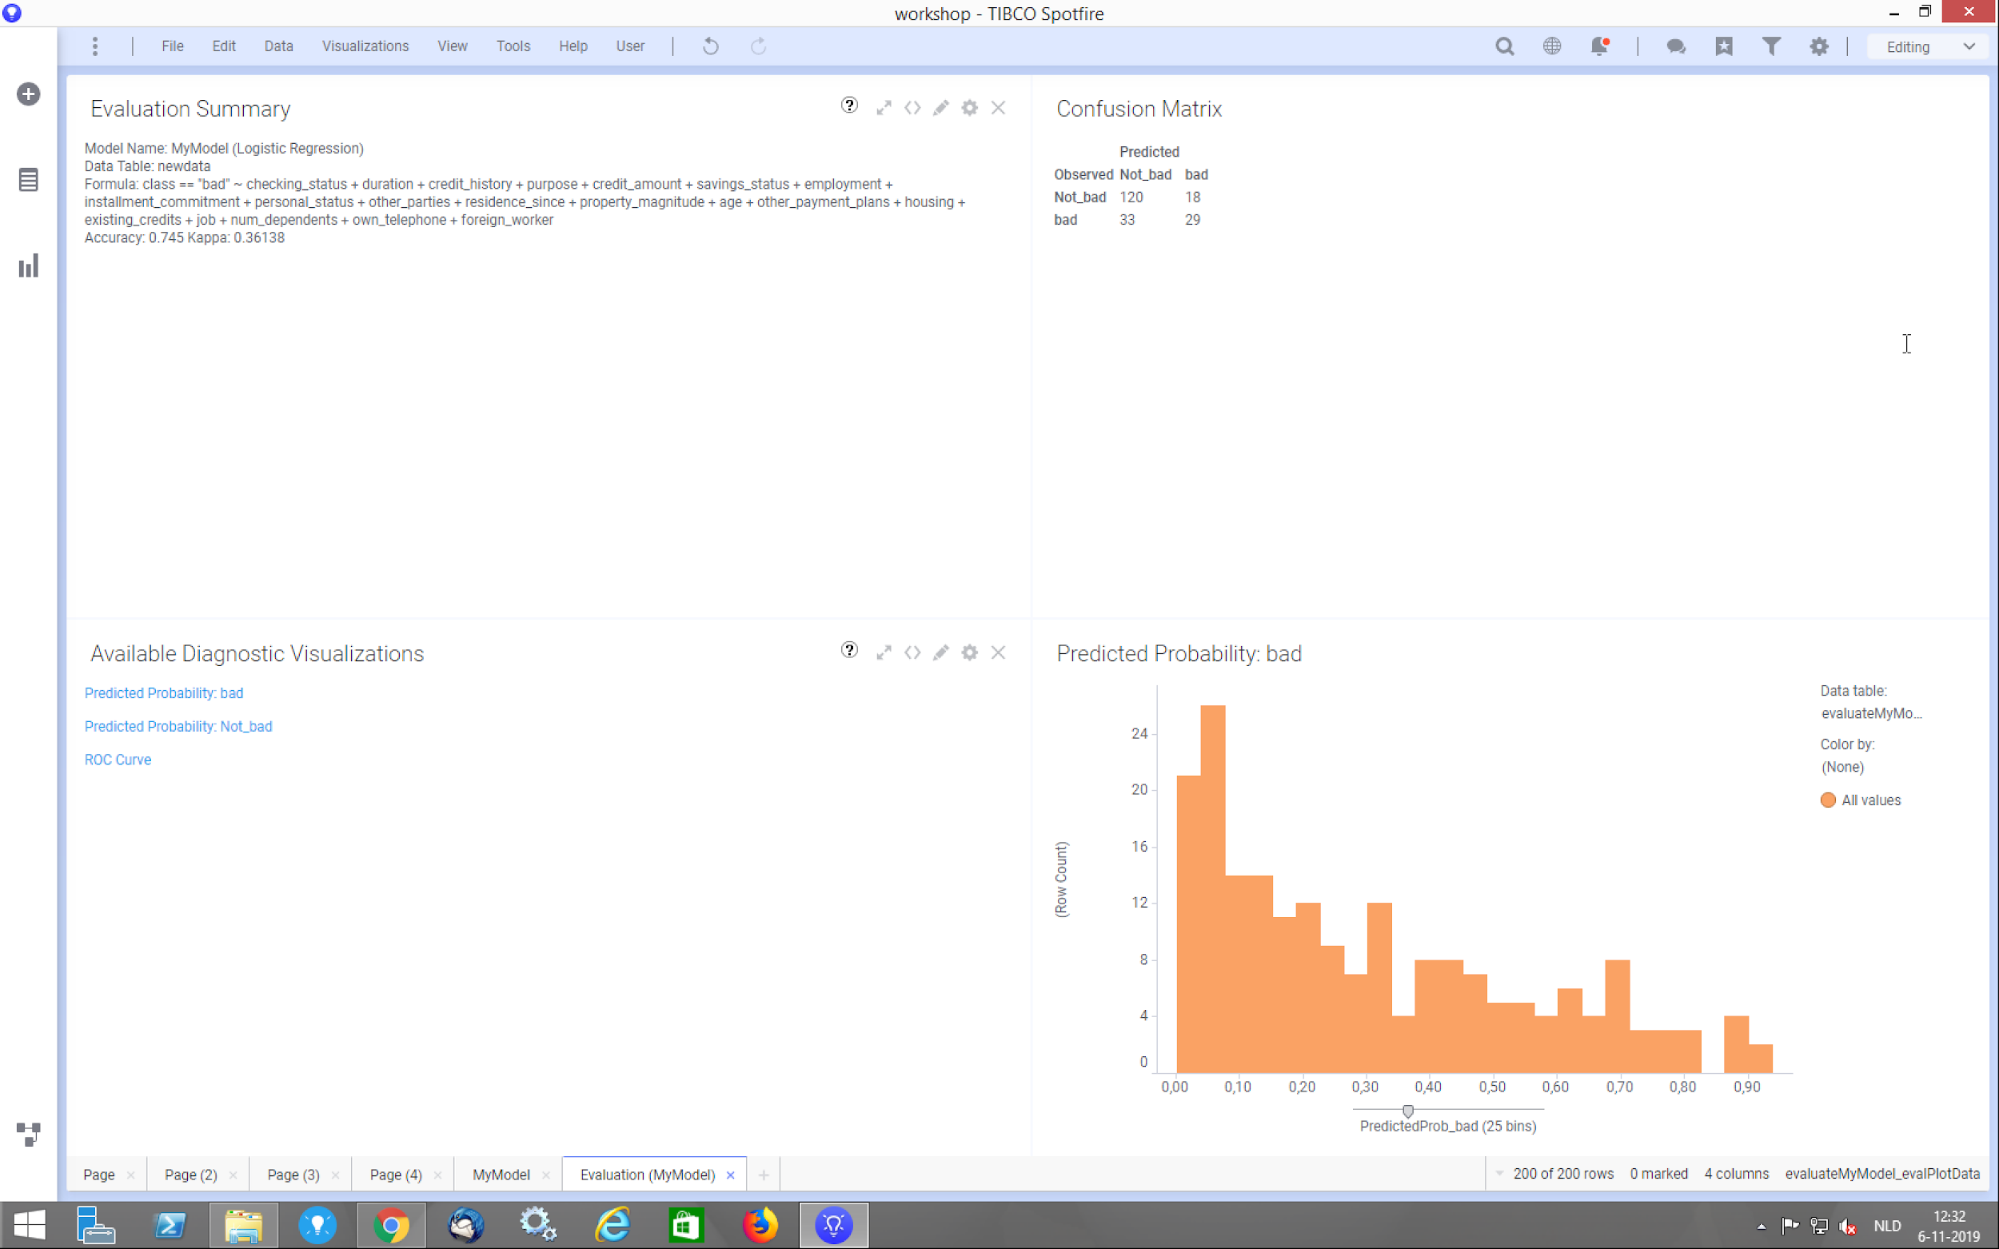 workshop - TIBCO Spotfire
File Edit Data Visualizations View Tools Help User Editing
Evaluation Summary
Model Name: MyModel (Logistic Regression)
Data Table: newdata
Formula: class == "bad" ~ checking_status + duration + credit_history + purpose + credit_amount + savings_status + employment +
installment_commitment + personal_status + other_parties + residence_since + property_magnitude + age + other_payment_plans + housing +
existing_credits + job + num_dependents + own_telephone + foreign_worker
Accuracy: 0.745 Kappa: 0.36138
Confusion Matrix
Predicted
Observed Not_bad bad
Not_bad 120 18
bad 33 29
Available Diagnostic Visualizations
Predicted Probability: bad
Predicted Probability: Not_bad
ROC Curve
Predicted Probability: bad
(Row Count)
24
20
16
12
8
4
0
0,00 0,10 0,20 0,30 0,40 0,50 0,60 0,70 0,80 0,90
PredictedProb_bad (25 bins)
Data table:
evaluateMyMo...
Color by:
(None)
All values
Page Page (2) Page (3) Page (4) MyModel Evaluation (MyModel) 200 of 200 rows 0 marked 4 columns evaluateMyModel_evalPlotData
NLD 12:32
6-11-2019